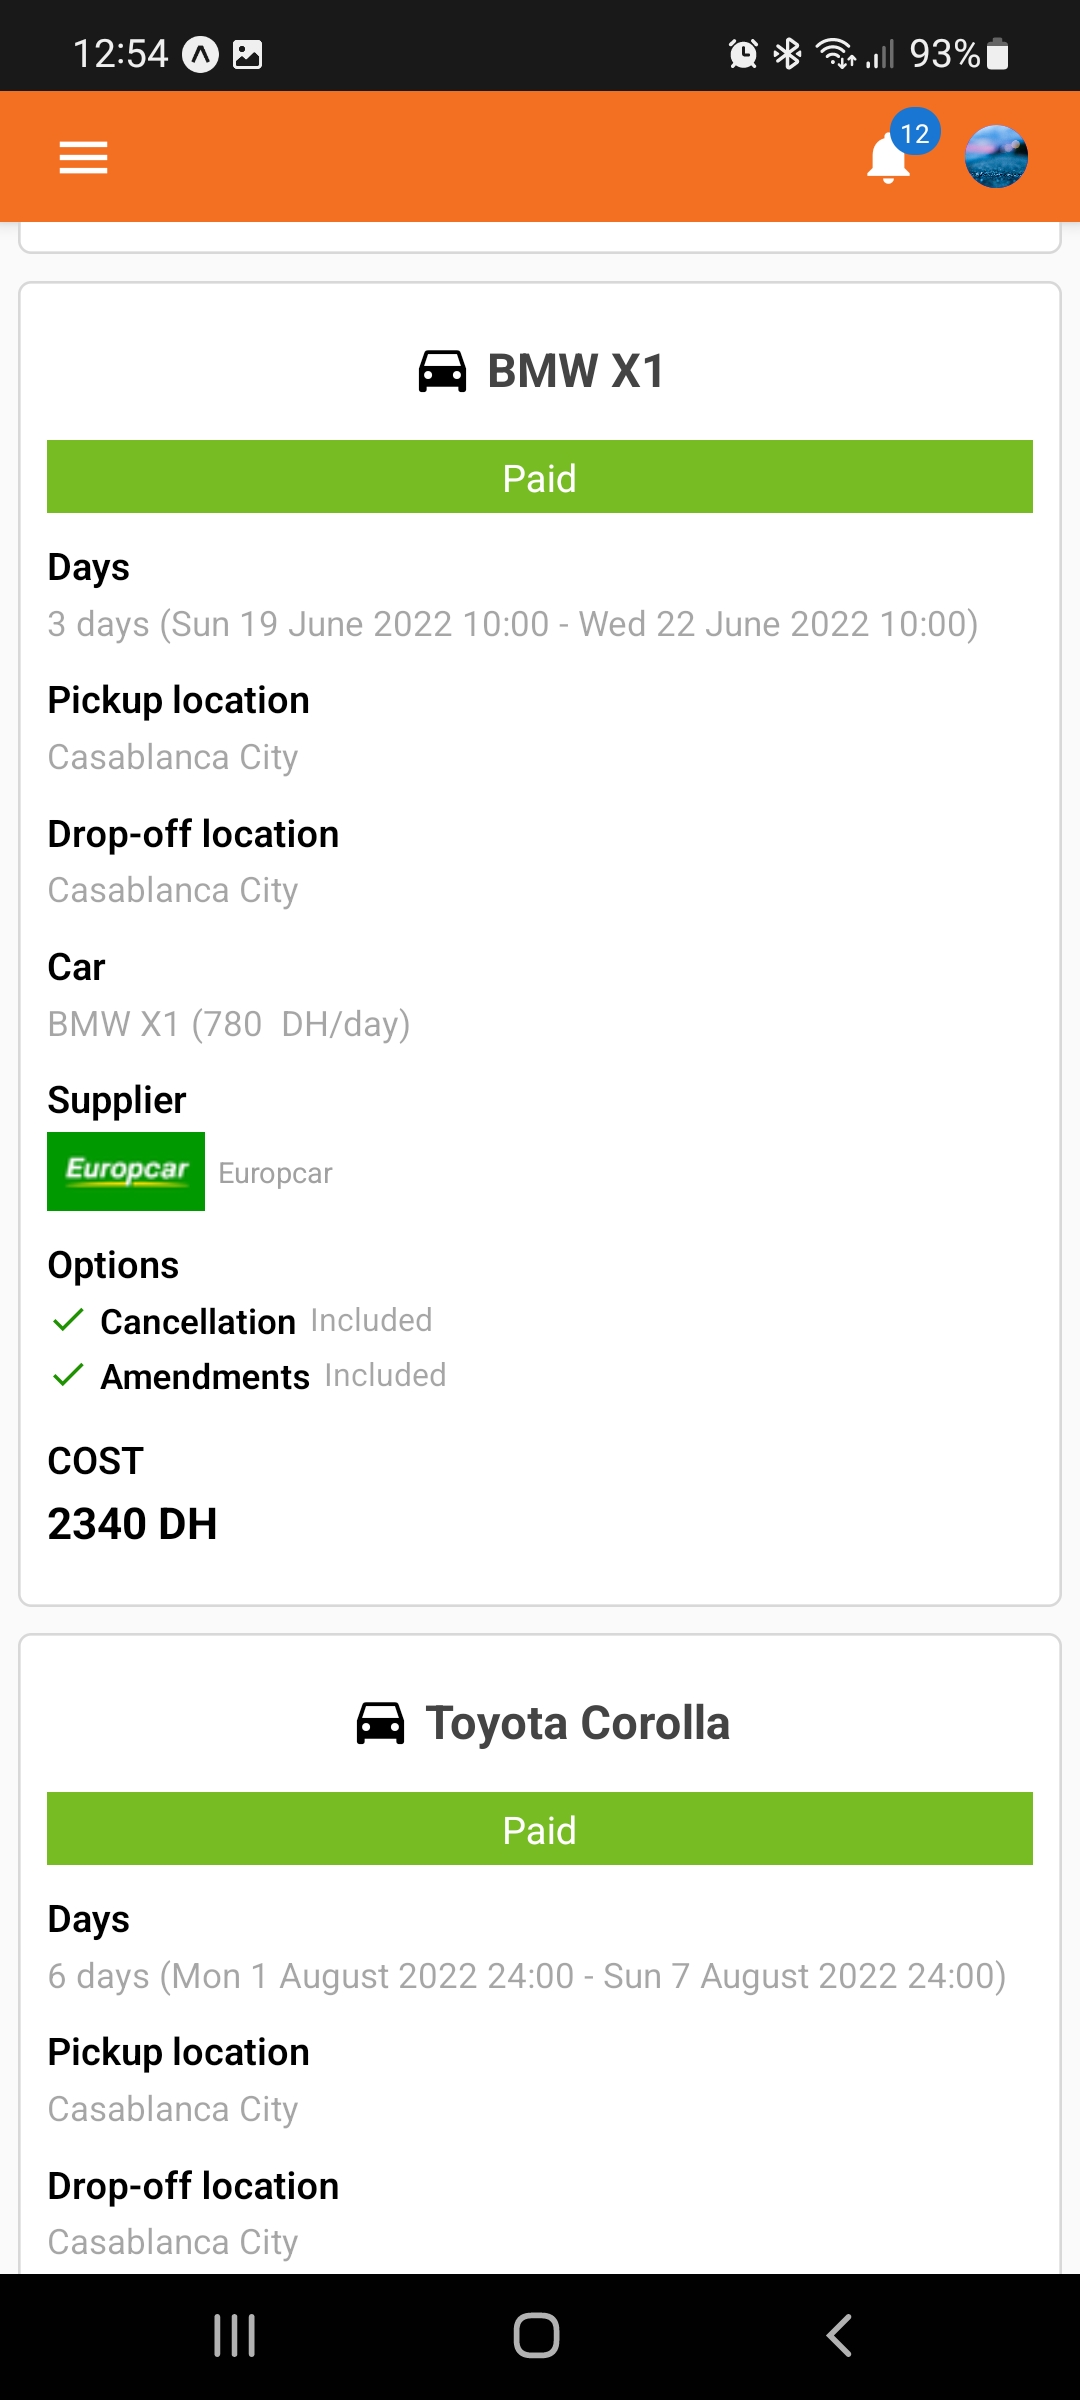 12:54 93%
12
BMW X1
Paid
Days
3 days (Sun 19 June 2022 10:00 - Wed 22 June 2022 10:00)
Pickup location
Casablanca City
Drop-off location
Casablanca City
Car
BMW X1 (780  DH/day)
Supplier
Europcar Europcar
Options
Cancellation Included
Amendments Included
COST
2340 DH
Toyota Corolla
Paid
Days
6 days (Mon 1 August 2022 24:00 - Sun 7 August 2022 24:00)
Pickup location
Casablanca City
Drop-off location
Casablanca City